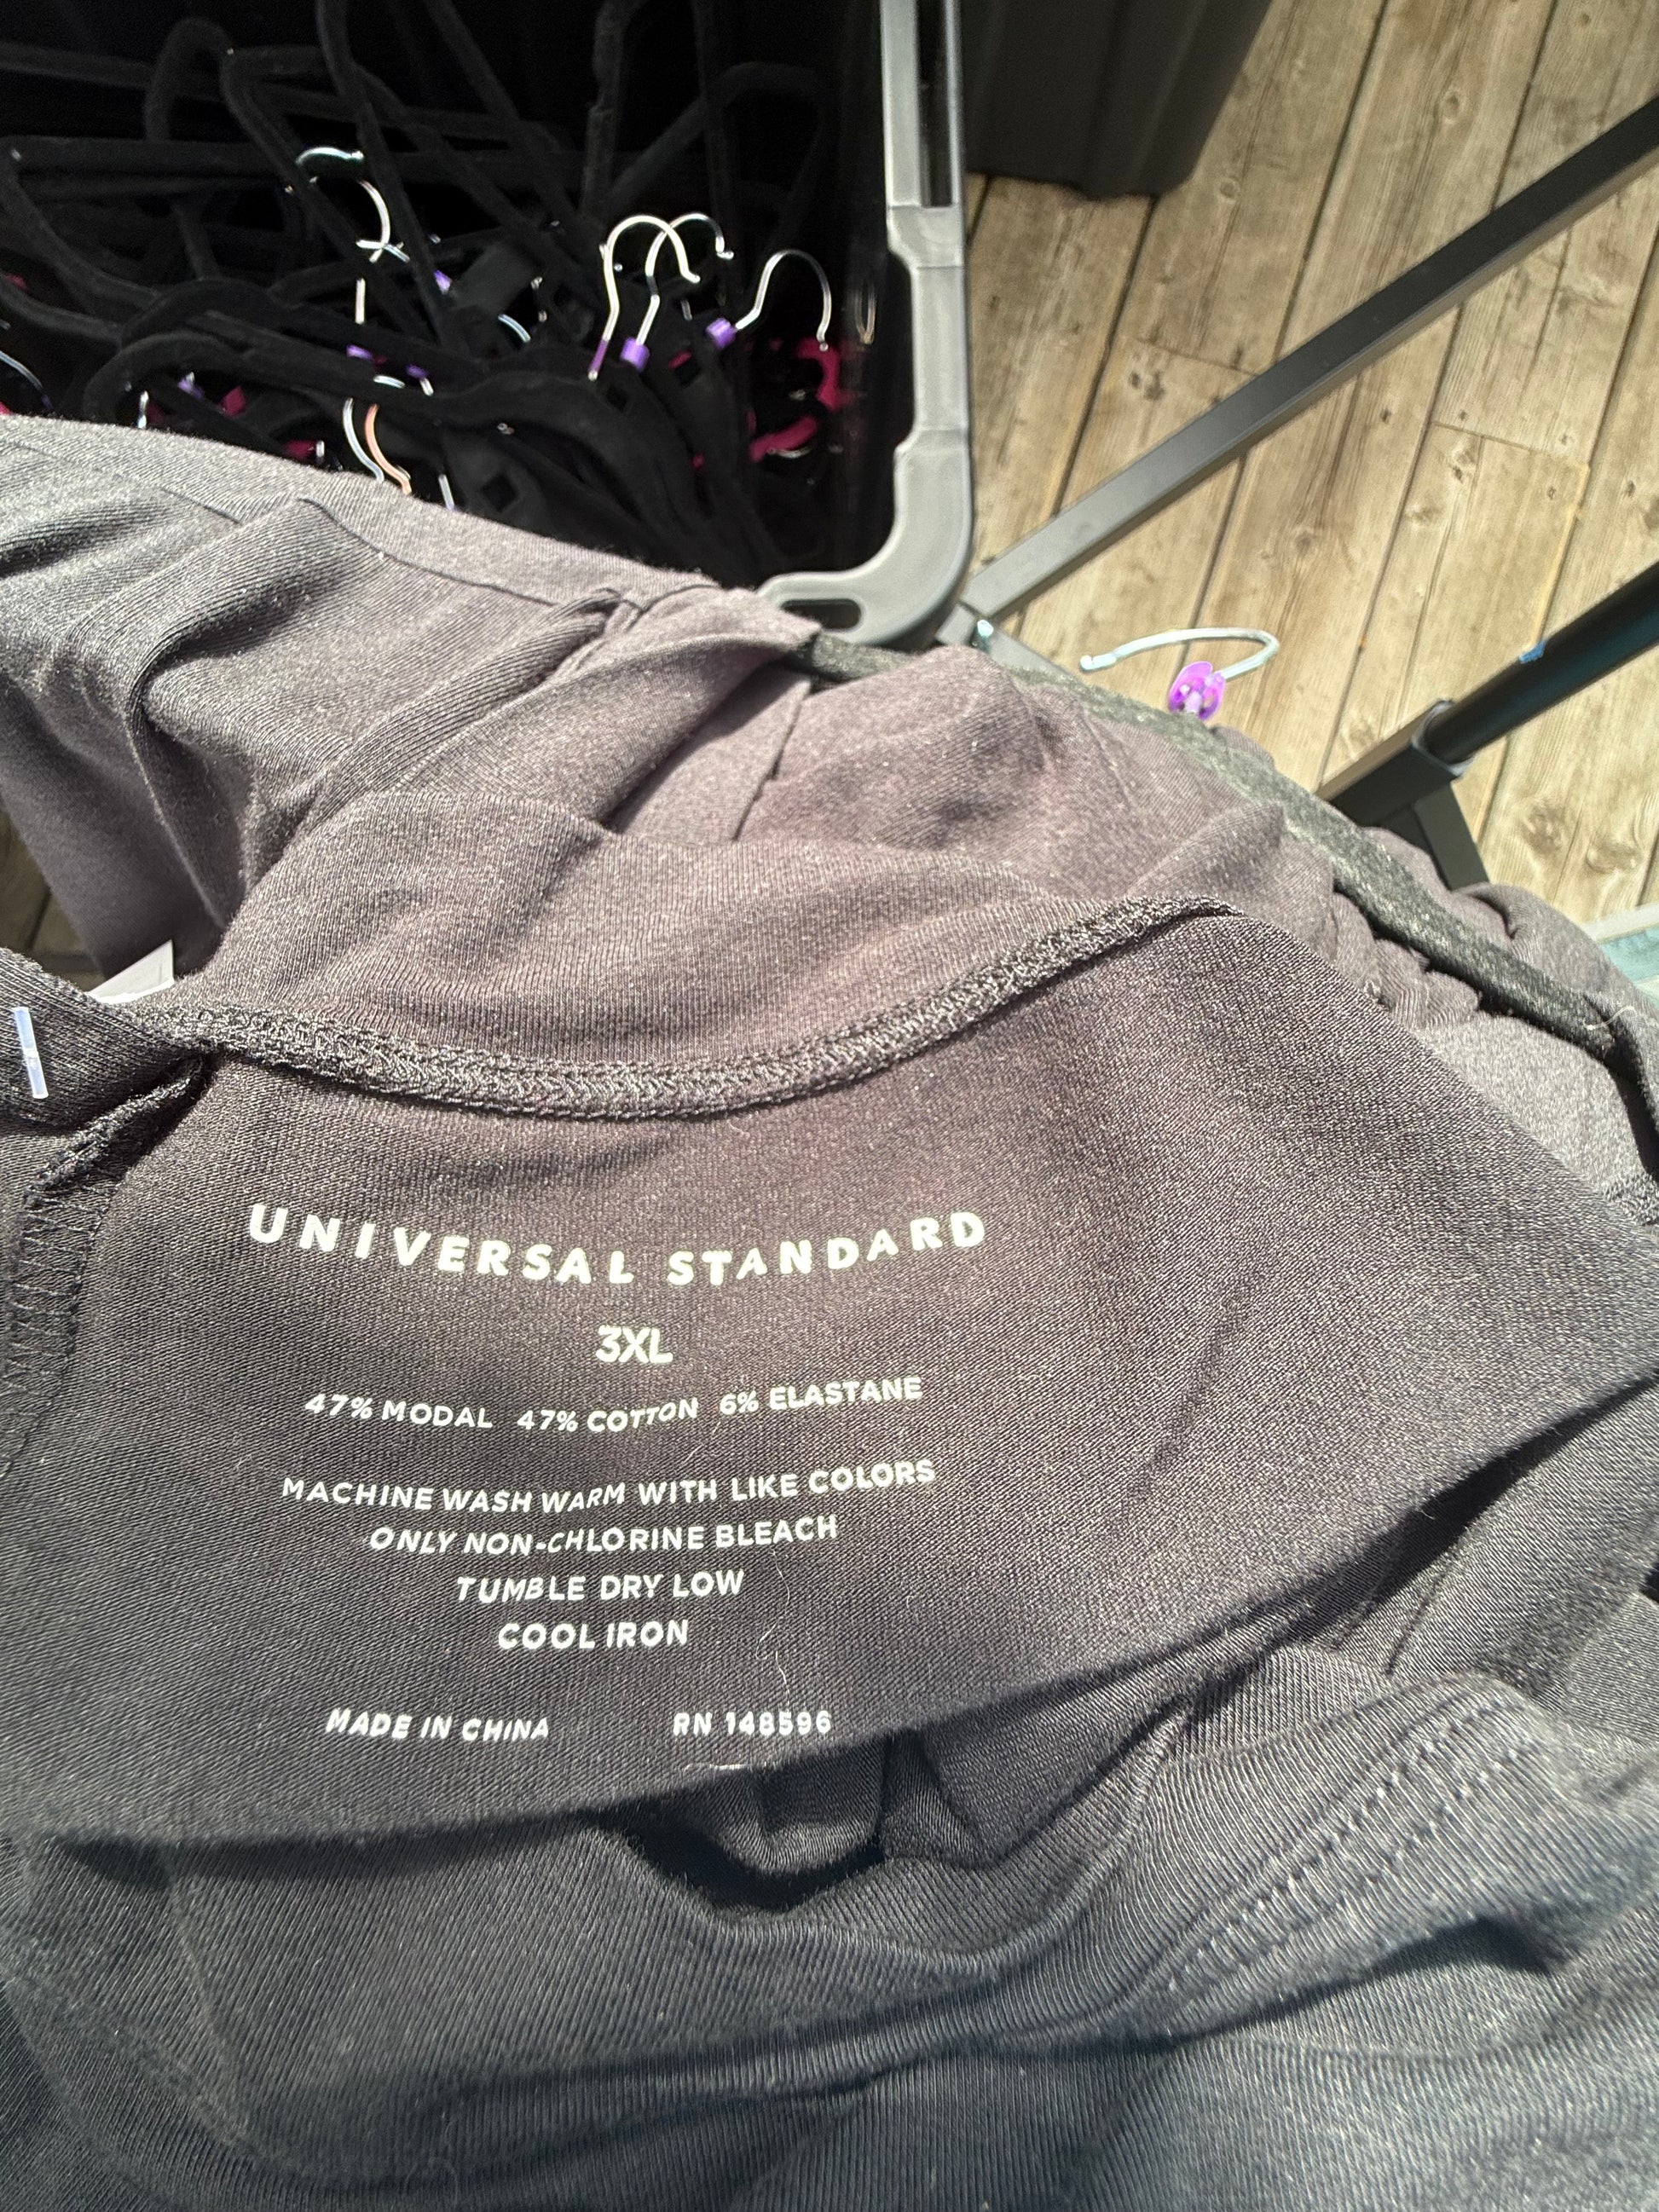 UNIVERSAL STANDARD
3XL
47% MODAL 47% COTTON 6% ELASTANE
MACHINE WASH WARM WITH LIKE COLORS
ONLY NON-CHLORINE BLEACH
TUMBLE DRY LOW
COOL IRON
MADE IN CHINA RN 148596